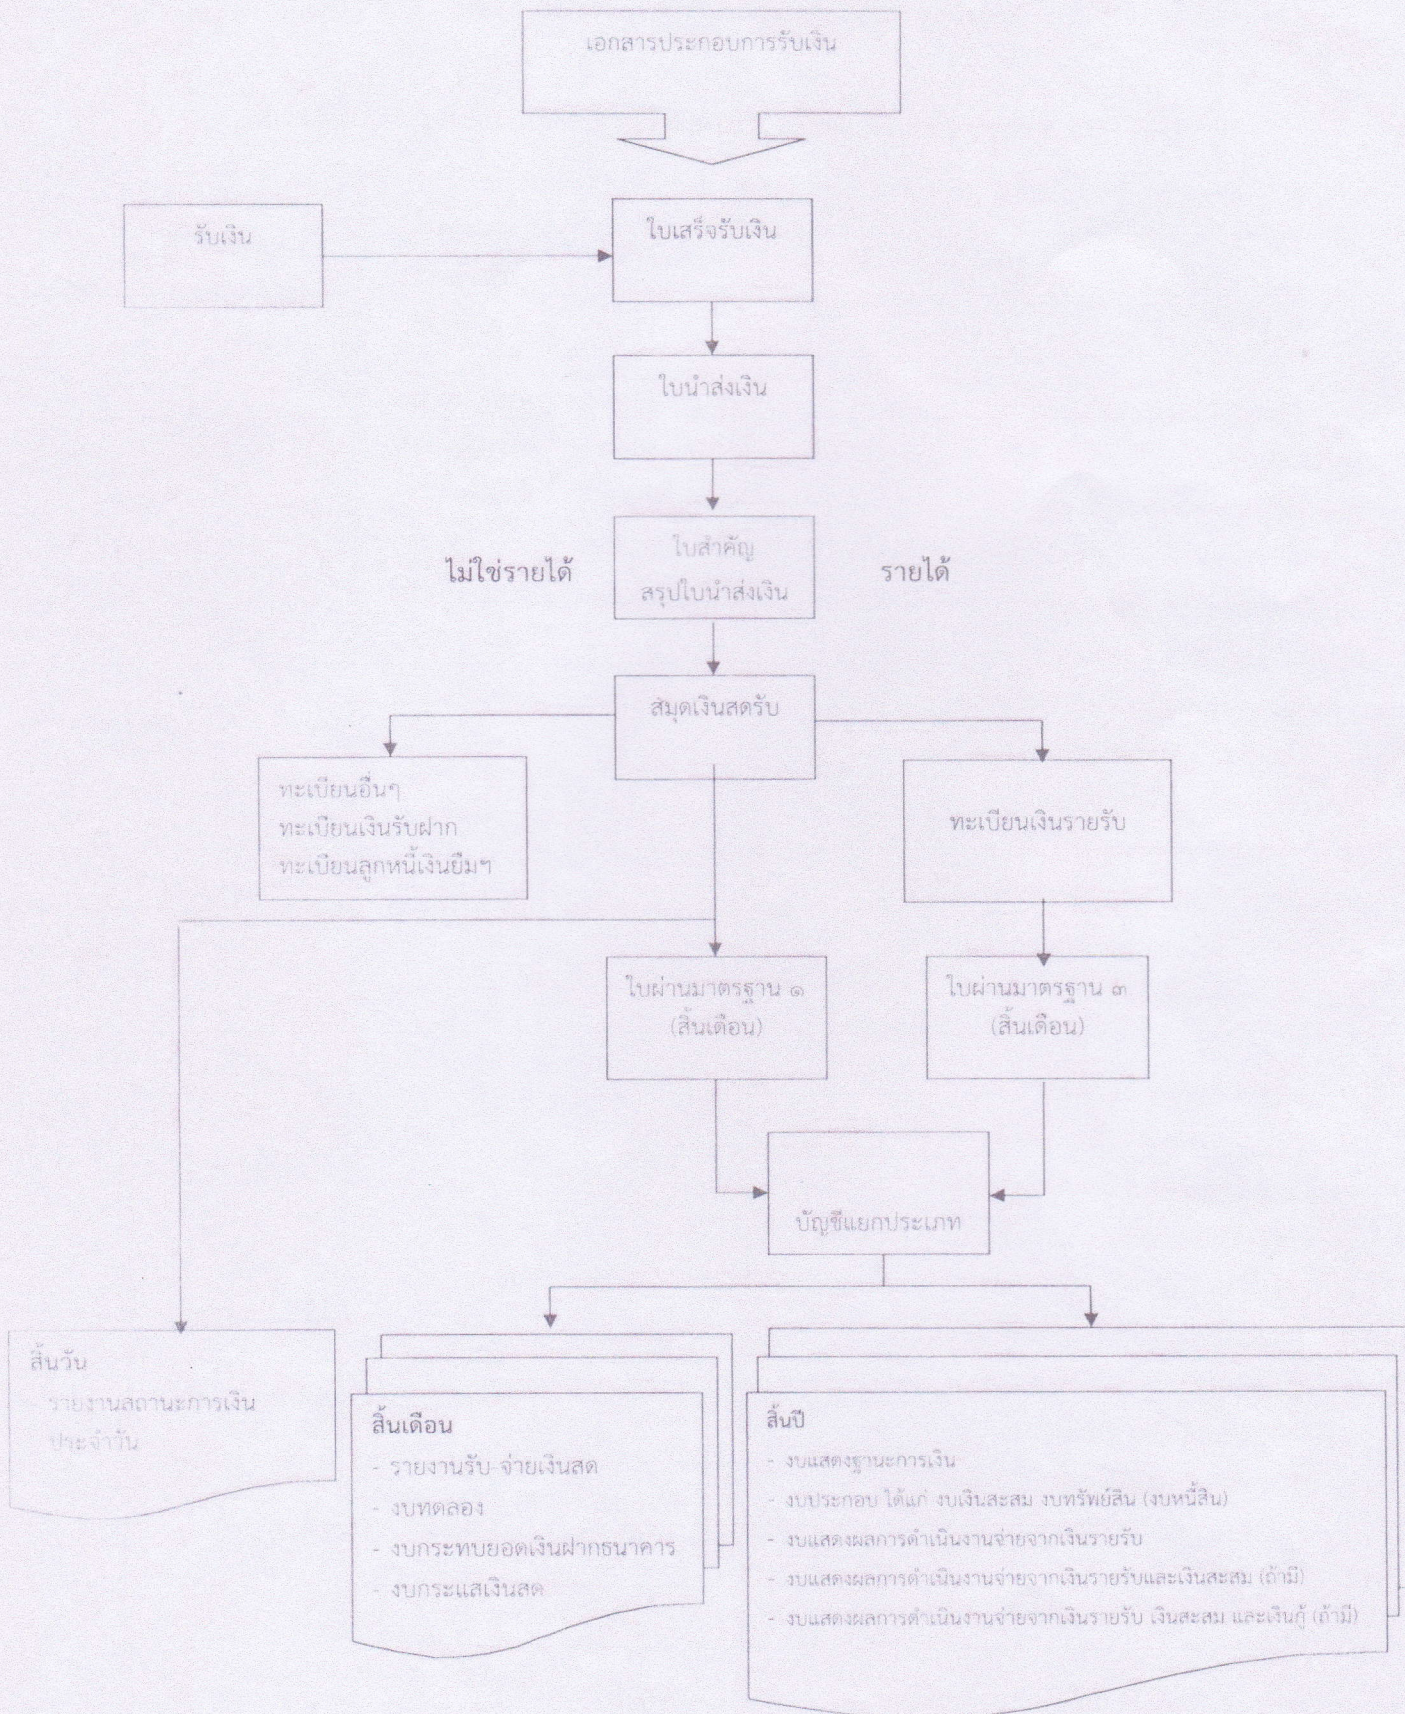 เอกสารประกอบการรับเงิน
รับเงิน
ใบเสร็จรับเงิน
ใบนำส่งเงิน
ไม่ใช่รายได้
ใบสำคัญ
สรุปใบนำส่งเงิน
รายได้
สมุดเงินสดรับ
ทะเบียนอื่นๆ
ทะเบียนเงินรับฝาก
ทะเบียนลูกหนี้เงินยืมฯ
ทะเบียนเงินรายรับ
ใบผ่านมาตรฐาน ๑
(สิ้นเดือน)
ใบผ่านมาตรฐาน ๓
(สิ้นเดือน)
บัญชีแยกประเภท
สิ้นวัน
รายงานสถานะการเงิน
ประจำวัน
สิ้นเดือน
- รายงานรับ-จ่ายเงินสด
- งบทดลอง
- งบกระทบยอดเงินฝากธนาคาร
- งบกระแสเงินสด
สิ้นปี
- งบแสดงฐานะการเงิน
- งบประกอบ ได้แก่ งบเงินสะสม งบทรัพย์สิน (งบหนี้สิน)
- งบแสดงผลการดำเนินงานจ่ายจากเงินรายรับ
- งบแสดงผลการดำเนินงานจ่ายจากเงินรายรับและเงินสะสม (ถ้ามี)
- งบแสดงผลการดำเนินงานจ่ายจากเงินรายรับ เงินสะสม และเงินกู้ (ถ้ามี)